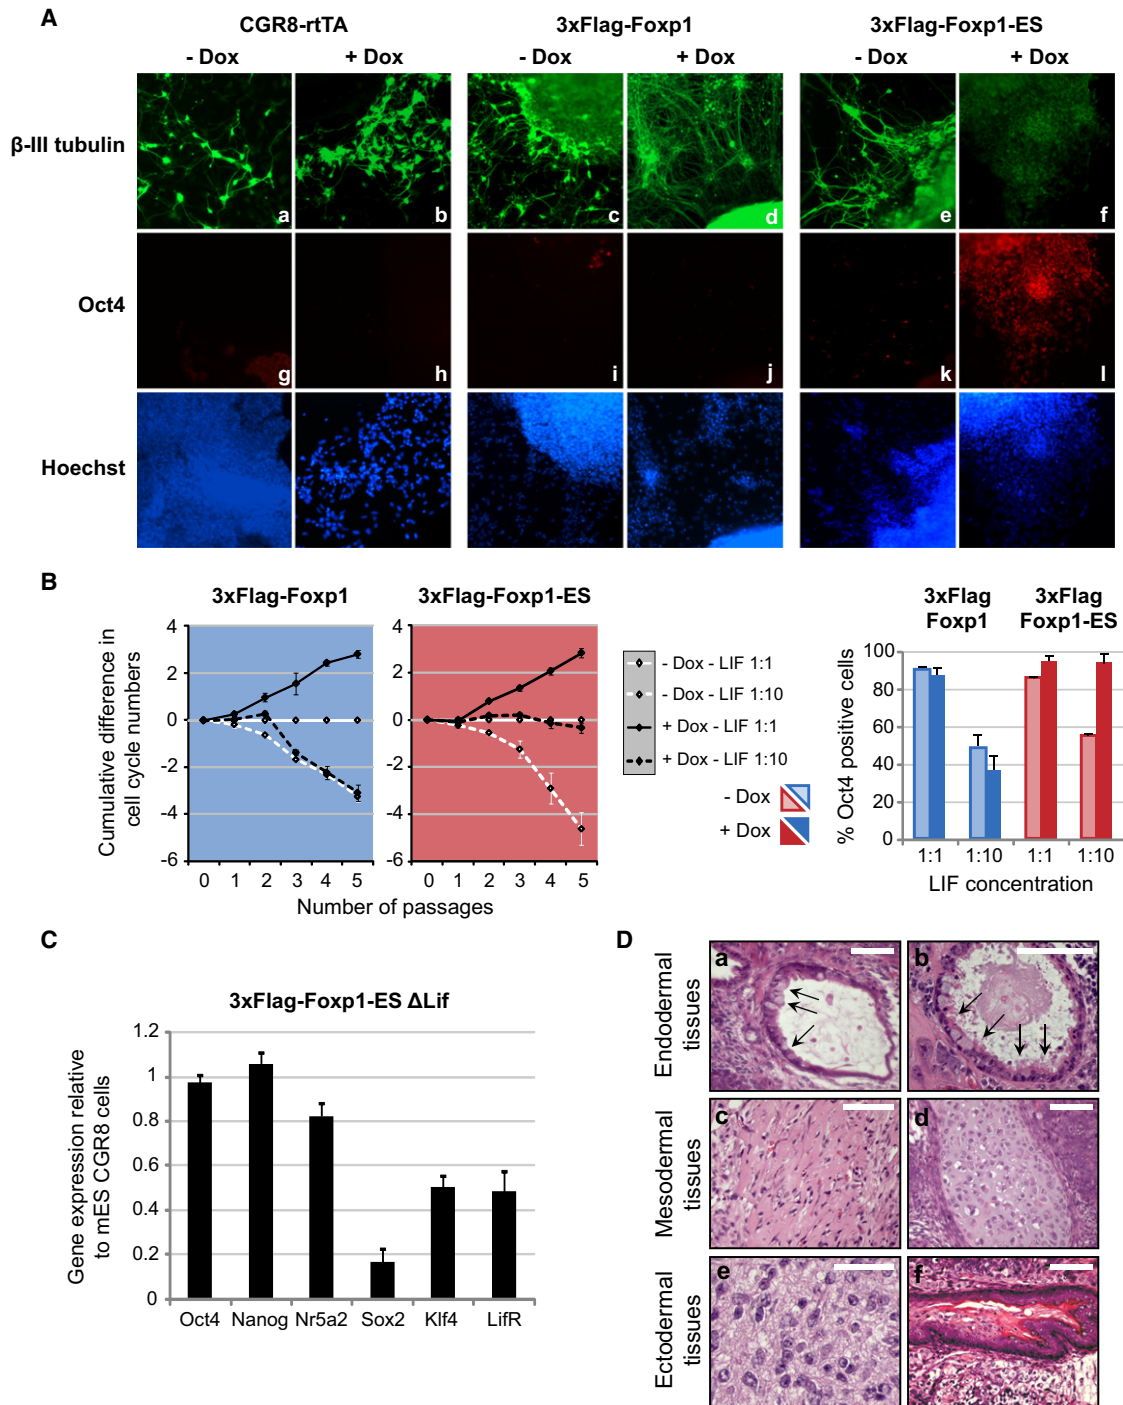 A
CGR8-rtTA
3xFlag-Foxp1
3xFlag-Foxp1-ES
- Dox
+ Dox
- Dox
+ Dox
- Dox
+ Dox
β-III tubulin
a
b
c
d
e
f
Oct4
g
h
i
j
k
l
Hoechst
B
3xFlag-Foxp1
3xFlag-Foxp1-ES
Cumulative difference in
cell cycle numbers
4
2
0
-2
-4
-6
0 1 2 3 4 5
4
2
0
-2
-4
-6
0 1 2 3 4 5
Number of passages
- Dox - LIF 1:1
- Dox - LIF 1:10
+ Dox - LIF 1:1
+ Dox - LIF 1:10
- Dox
+ Dox
3xFlag
Foxp1
3xFlag
Foxp1-ES
% Oct4 positive cells
100
80
60
40
20
0
1:1 1:10 1:1 1:10
LIF concentration
C
3xFlag-Foxp1-ES ΔLif
Gene expression relative
to mES CGR8 cells
1.2
1
0.8
0.6
0.4
0.2
0
Oct4 Nanog Nr5a2 Sox2 Klf4 LifR
D
Endodermal
tissues
a
b
Mesodermal
tissues
c
d
Ectodermal
tissues
e
f